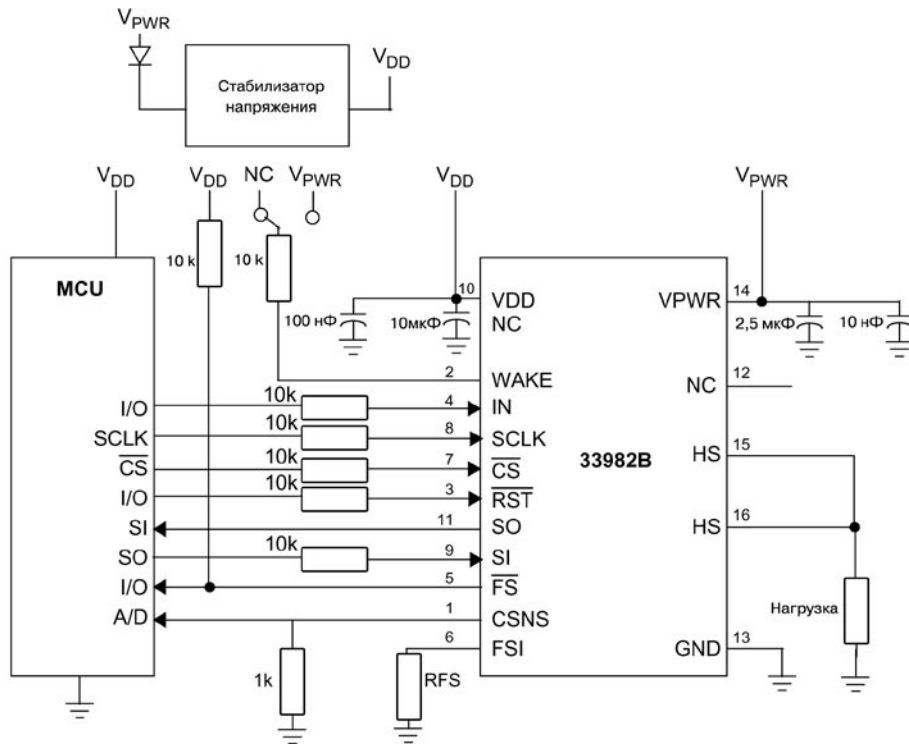 VPWR
VDD
Стабилизатор
напряжения
VDD
VDD
NC
VPWR
VDD
VPWR
10 k
10 k
MCU
10
VDD
NC
100 нФ
10мкФ
VPWR
14
2,5 мкФ
10 нФ
2
WAKE
NC
12
I/O
10k
4
IN
SCLK
10k
8
SCLK
33982B
HS
15
CS
10k
7
CS
I/O
10k
3
RST
SI
11
SO
HS
16
SO
10k
9
SI
I/O
5
FS
A/D
1
CSNS
Нагрузка
6
FSI
GND
13
1k
RFS